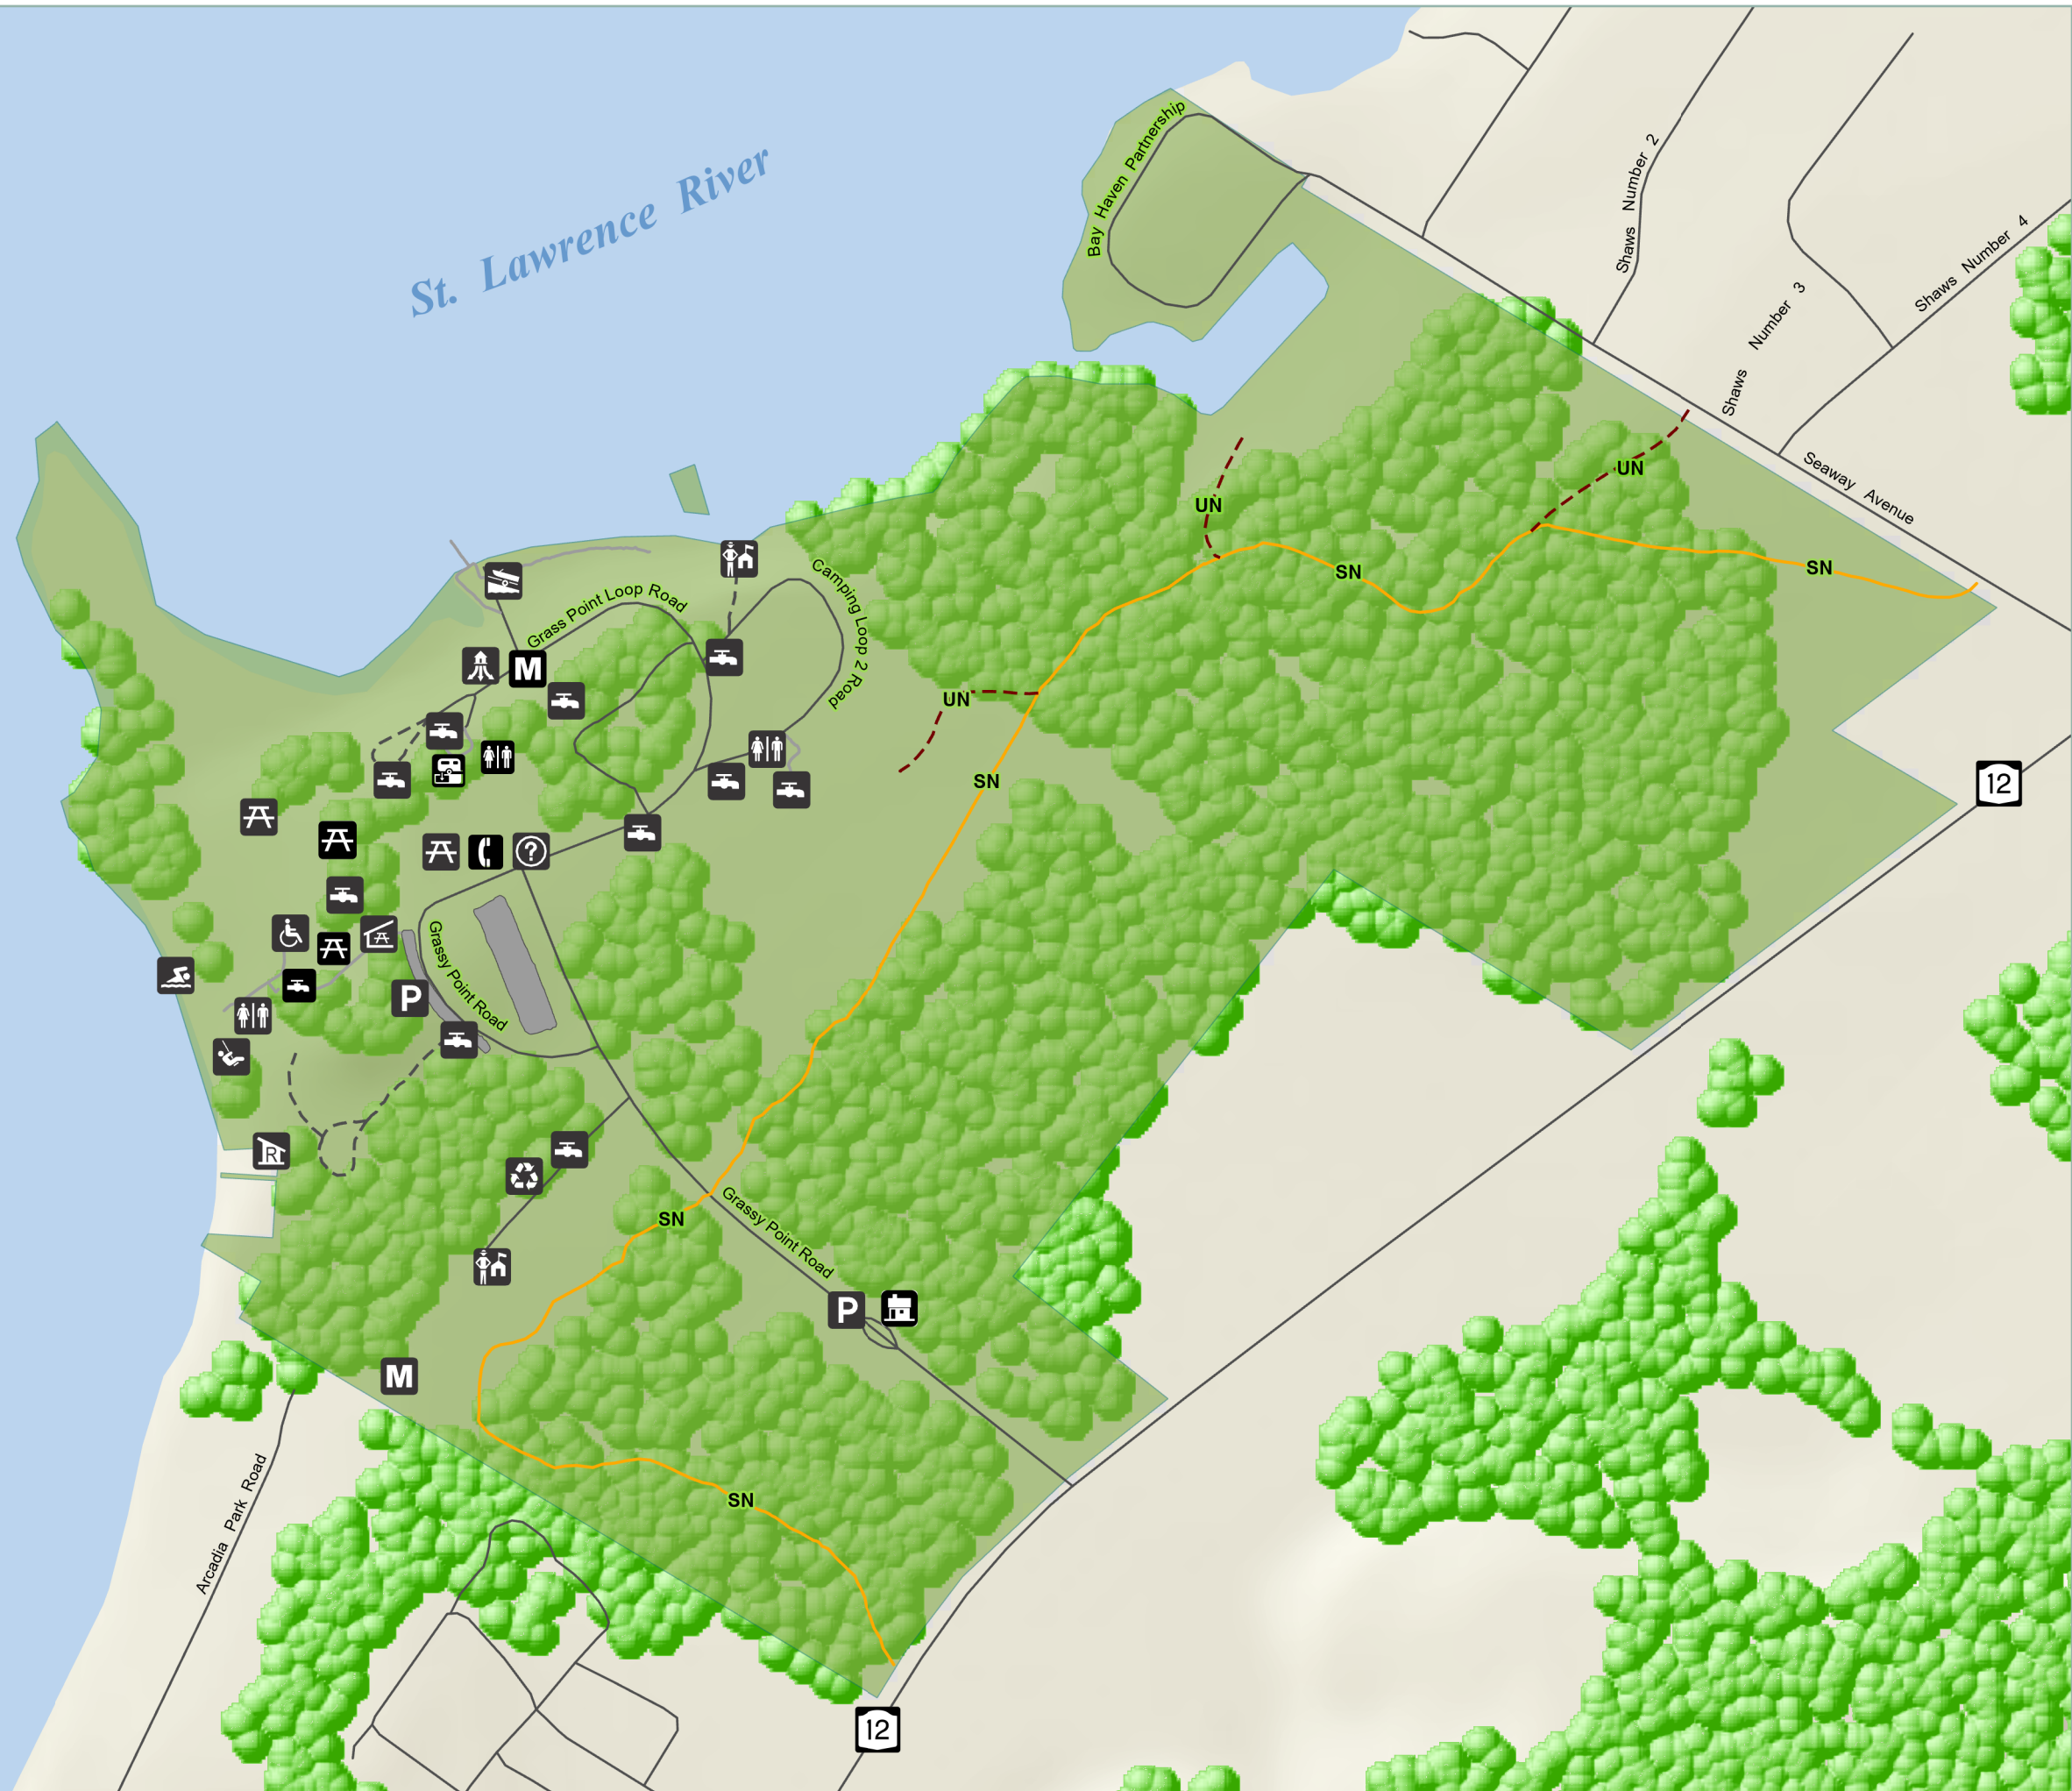 Bay Haven Partnership
Shaws Number 2
St. Lawrence River
Shaws Number 4
Shaws Number 3
UN
Seaway Avenue
UN
SN
SN
Camping Loop 2 Road
Grass Point Loop Road
M
UN
SN
12
?
Grassy Point Road
P
R
SN
Grassy Point Road
P
M
SN
Arcadia Park Road
12